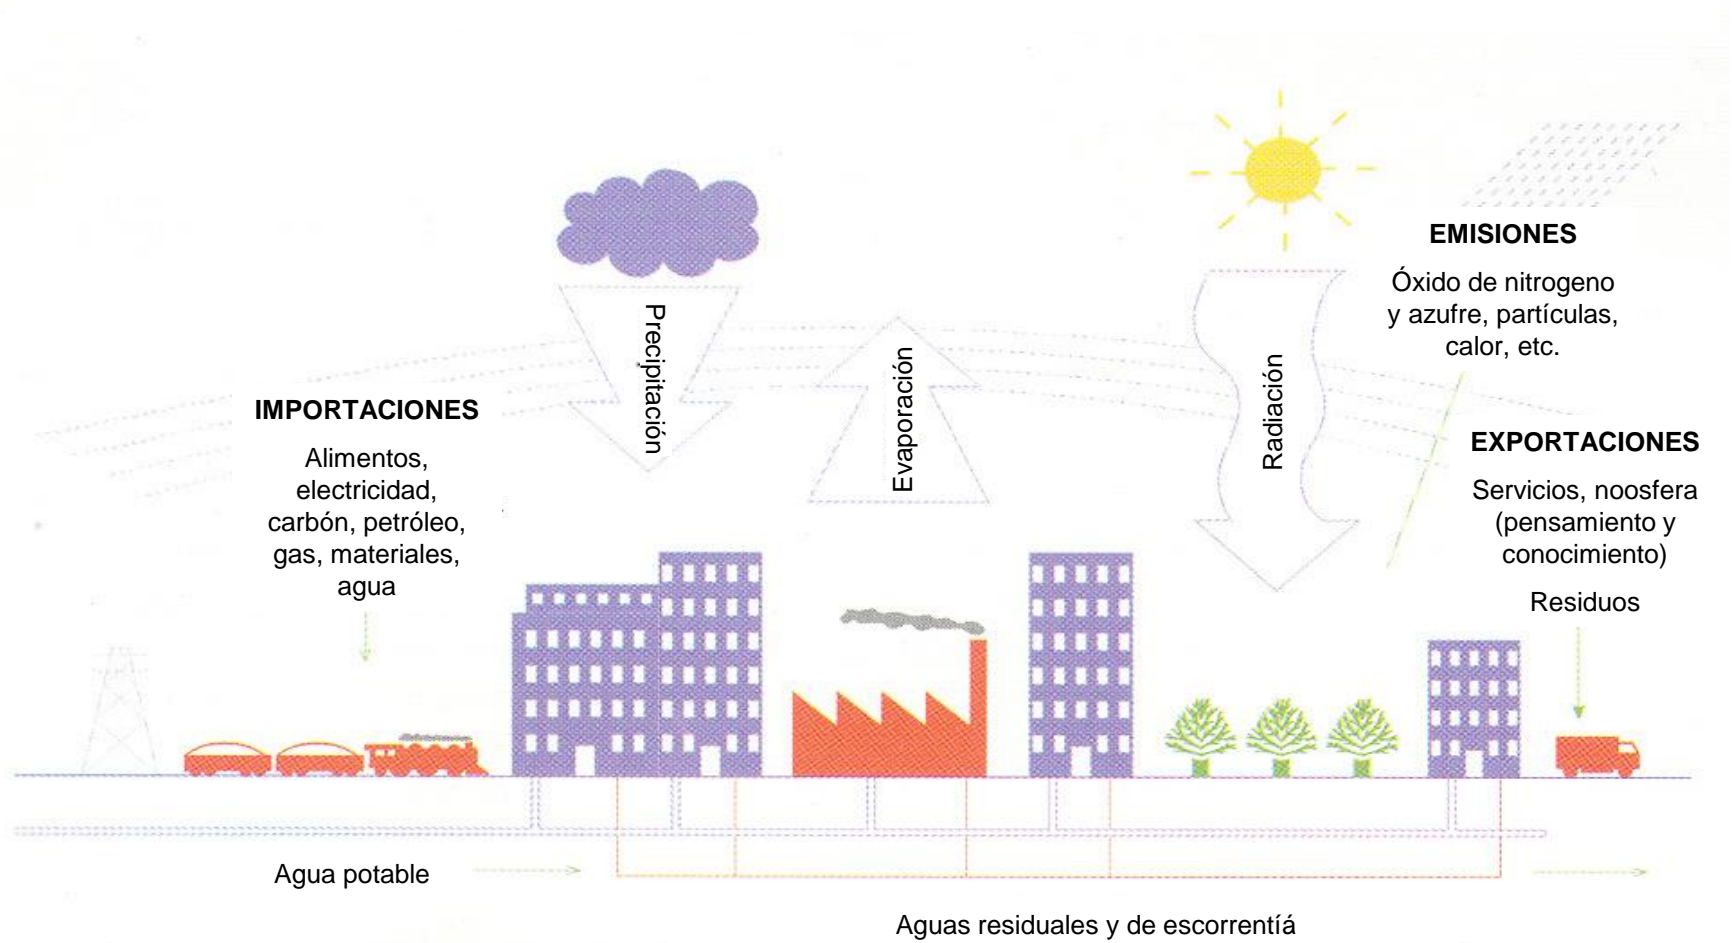 EMISIONES
Óxido de nitrogeno
y azufre, partículas,
calor, etc.
Precipitación
Evaporación
Radiación
IMPORTACIONES
Alimentos,
electricidad,
carbón, petróleo,
gas, materiales,
agua
EXPORTACIONES
Servicios, noosfera
(pensamiento y
conocimiento)
Residuos
Agua potable
Aguas residuales y de escorrentíá